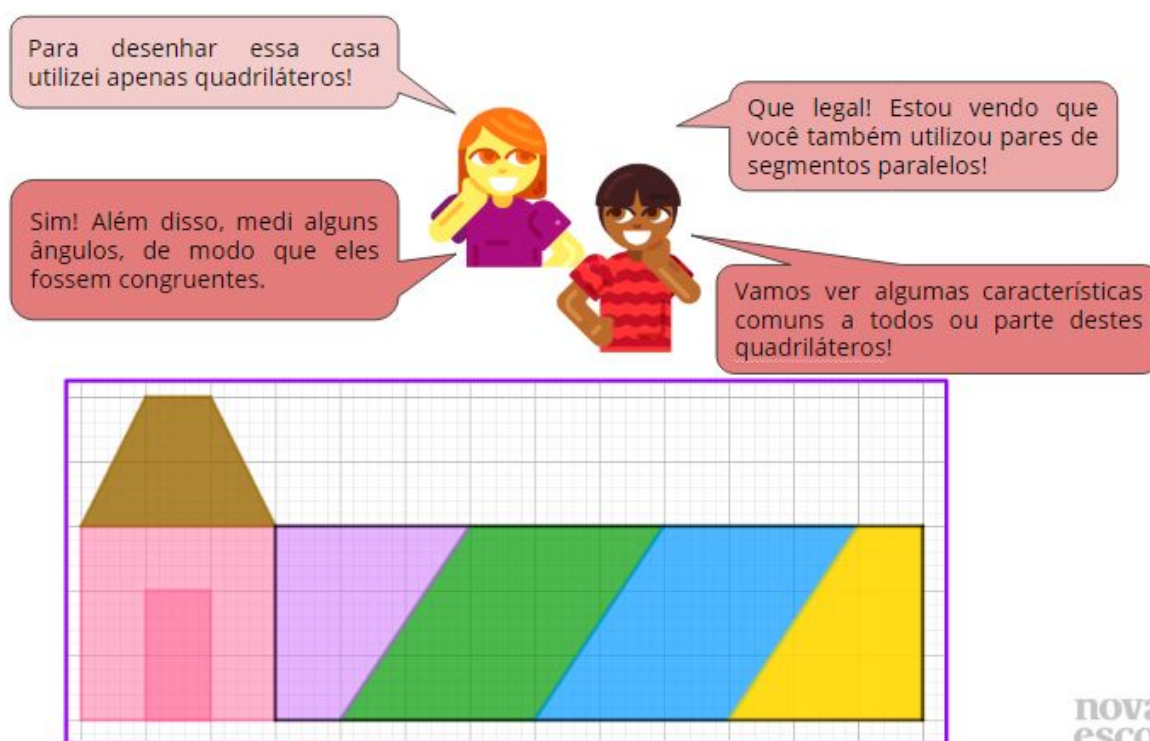 Para desenhar essa casa
utilizei apenas quadriláteros!
Que legal! Estou vendo que
você também utilizou pares de
segmentos paralelos!
Sim! Além disso, medi alguns
ângulos, de modo que eles
fossem congruentes.
Vamos ver algumas características
comuns a todos ou parte destes
quadriláteros!